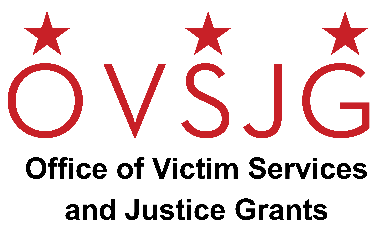 OVSJG
Office of Victim Services
and Justice Grants